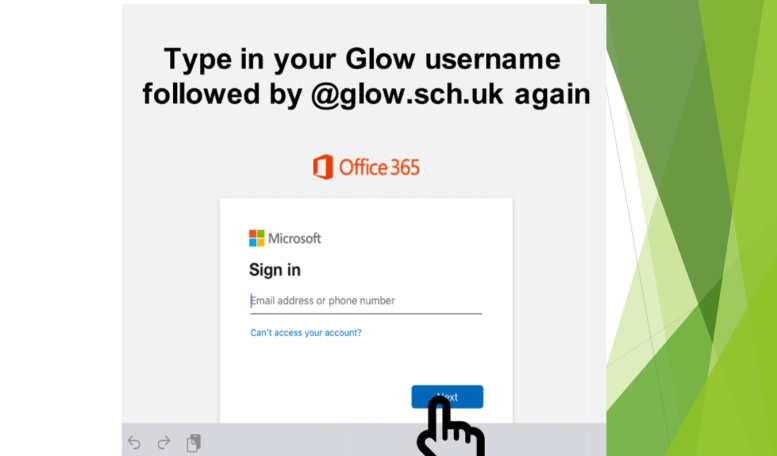 Type in your Glow username
followed by @glow.sch.uk again
Office 365
Microsoft
Sign in
Email address or phone number
Can't access your account?
Next